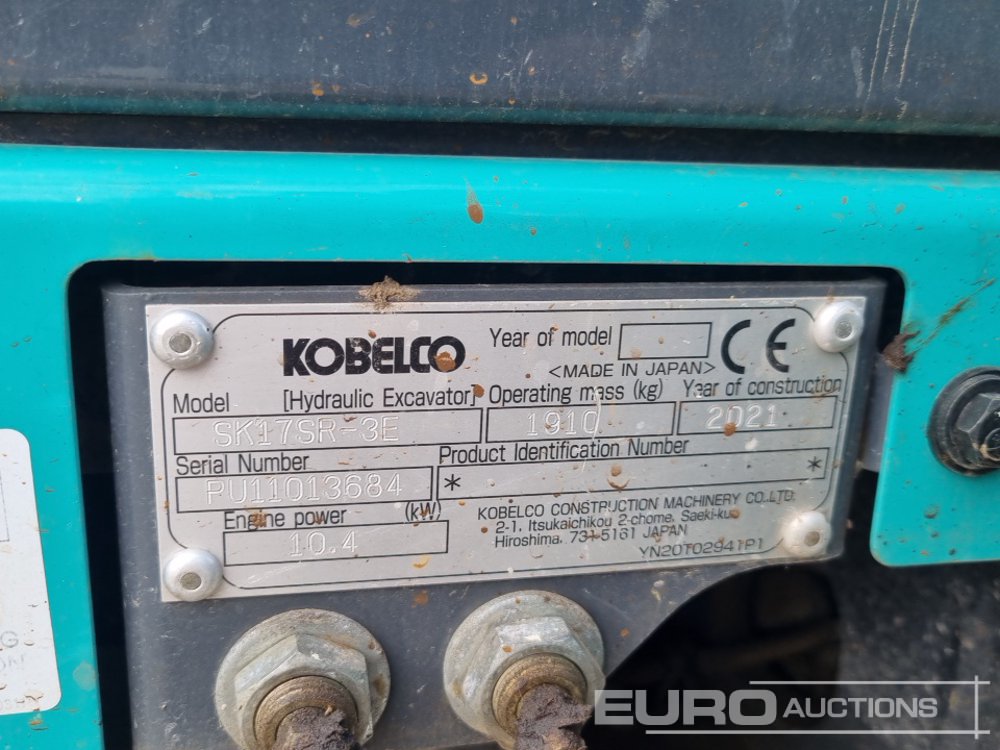 KOBELCO
Year of model
CE
<MADE IN JAPAN>
Model [Hydraulic Excavator] Operating mass (kg) Year of construction
SK17SR-3E 1910 2021
Serial Number Product Identification Number
PU11013684 * *
Engine power (kW)
10.4
KOBELCO CONSTRUCTION MACHINERY CO.,LTD.
2-1. Itsukaichikou 2-chome. Saeki-ku
Hiroshima. 731-5161 JAPAN
YN20T02941P1
EURO AUCTIONS